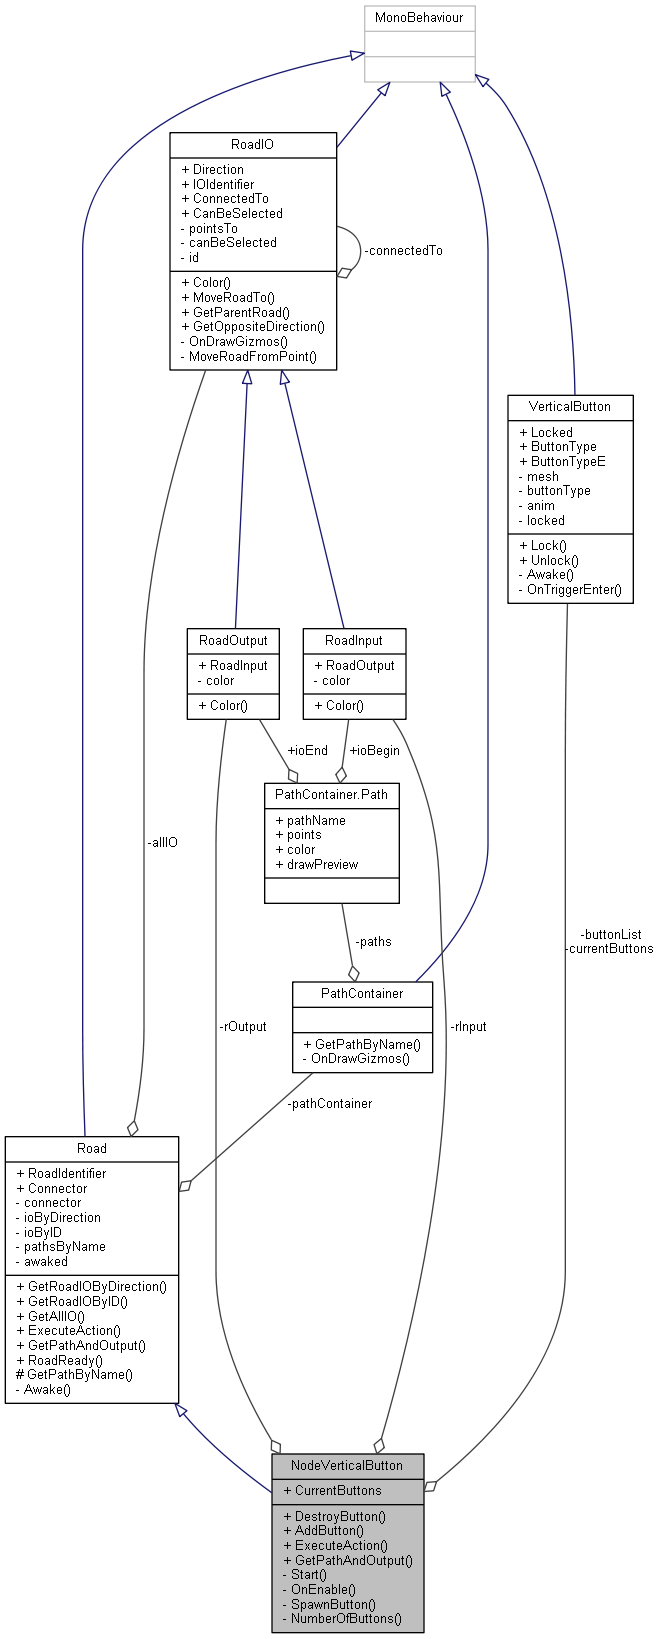 MonoBehaviour
RoadIO
+ Direction
+ IOIdentifier
+ ConnectedTo
+ CanBeSelected
- pointsTo
- canBeSelected
- id
+ Color()
+ MoveRoadTo()
+ GetParentRoad()
+ GetOppositeDirection()
- OnDrawGizmos()
- MoveRoadFromPoint()
-connectedTo
VerticalButton
+ Locked
+ ButtonType
+ ButtonTypeE
- mesh
- buttonType
- anim
- locked
+ Lock()
+ Unlock()
- Awake()
- OnTriggerEnter()
RoadOutput
+ RoadInput
- color
+ Color()
RoadInput
+ RoadOutput
- color
+ Color()
+ioEnd
+ioBegin
PathContainer.Path
+ pathName
+ points
+ color
+ drawPreview
-allIO
-paths
-buttonList
-currentButtons
PathContainer
+ GetPathByName()
- OnDrawGizmos()
-rOutput
-rInput
-pathContainer
Road
+ RoadIdentifier
+ Connector
- connector
- ioByDirection
- ioByID
- pathsByName
- awaked
+ GetRoadIOByDirection()
+ GetRoadIOByID()
+ GetAllIO()
+ ExecuteAction()
+ GetPathAndOutput()
+ RoadReady()
# GetPathByName()
- Awake()
NodeVerticalButton
+ CurrentButtons
+ DestroyButton()
+ AddButton()
+ ExecuteAction()
+ GetPathAndOutput()
- Start()
- OnEnable()
- SpawnButton()
- NumberOfButtons()